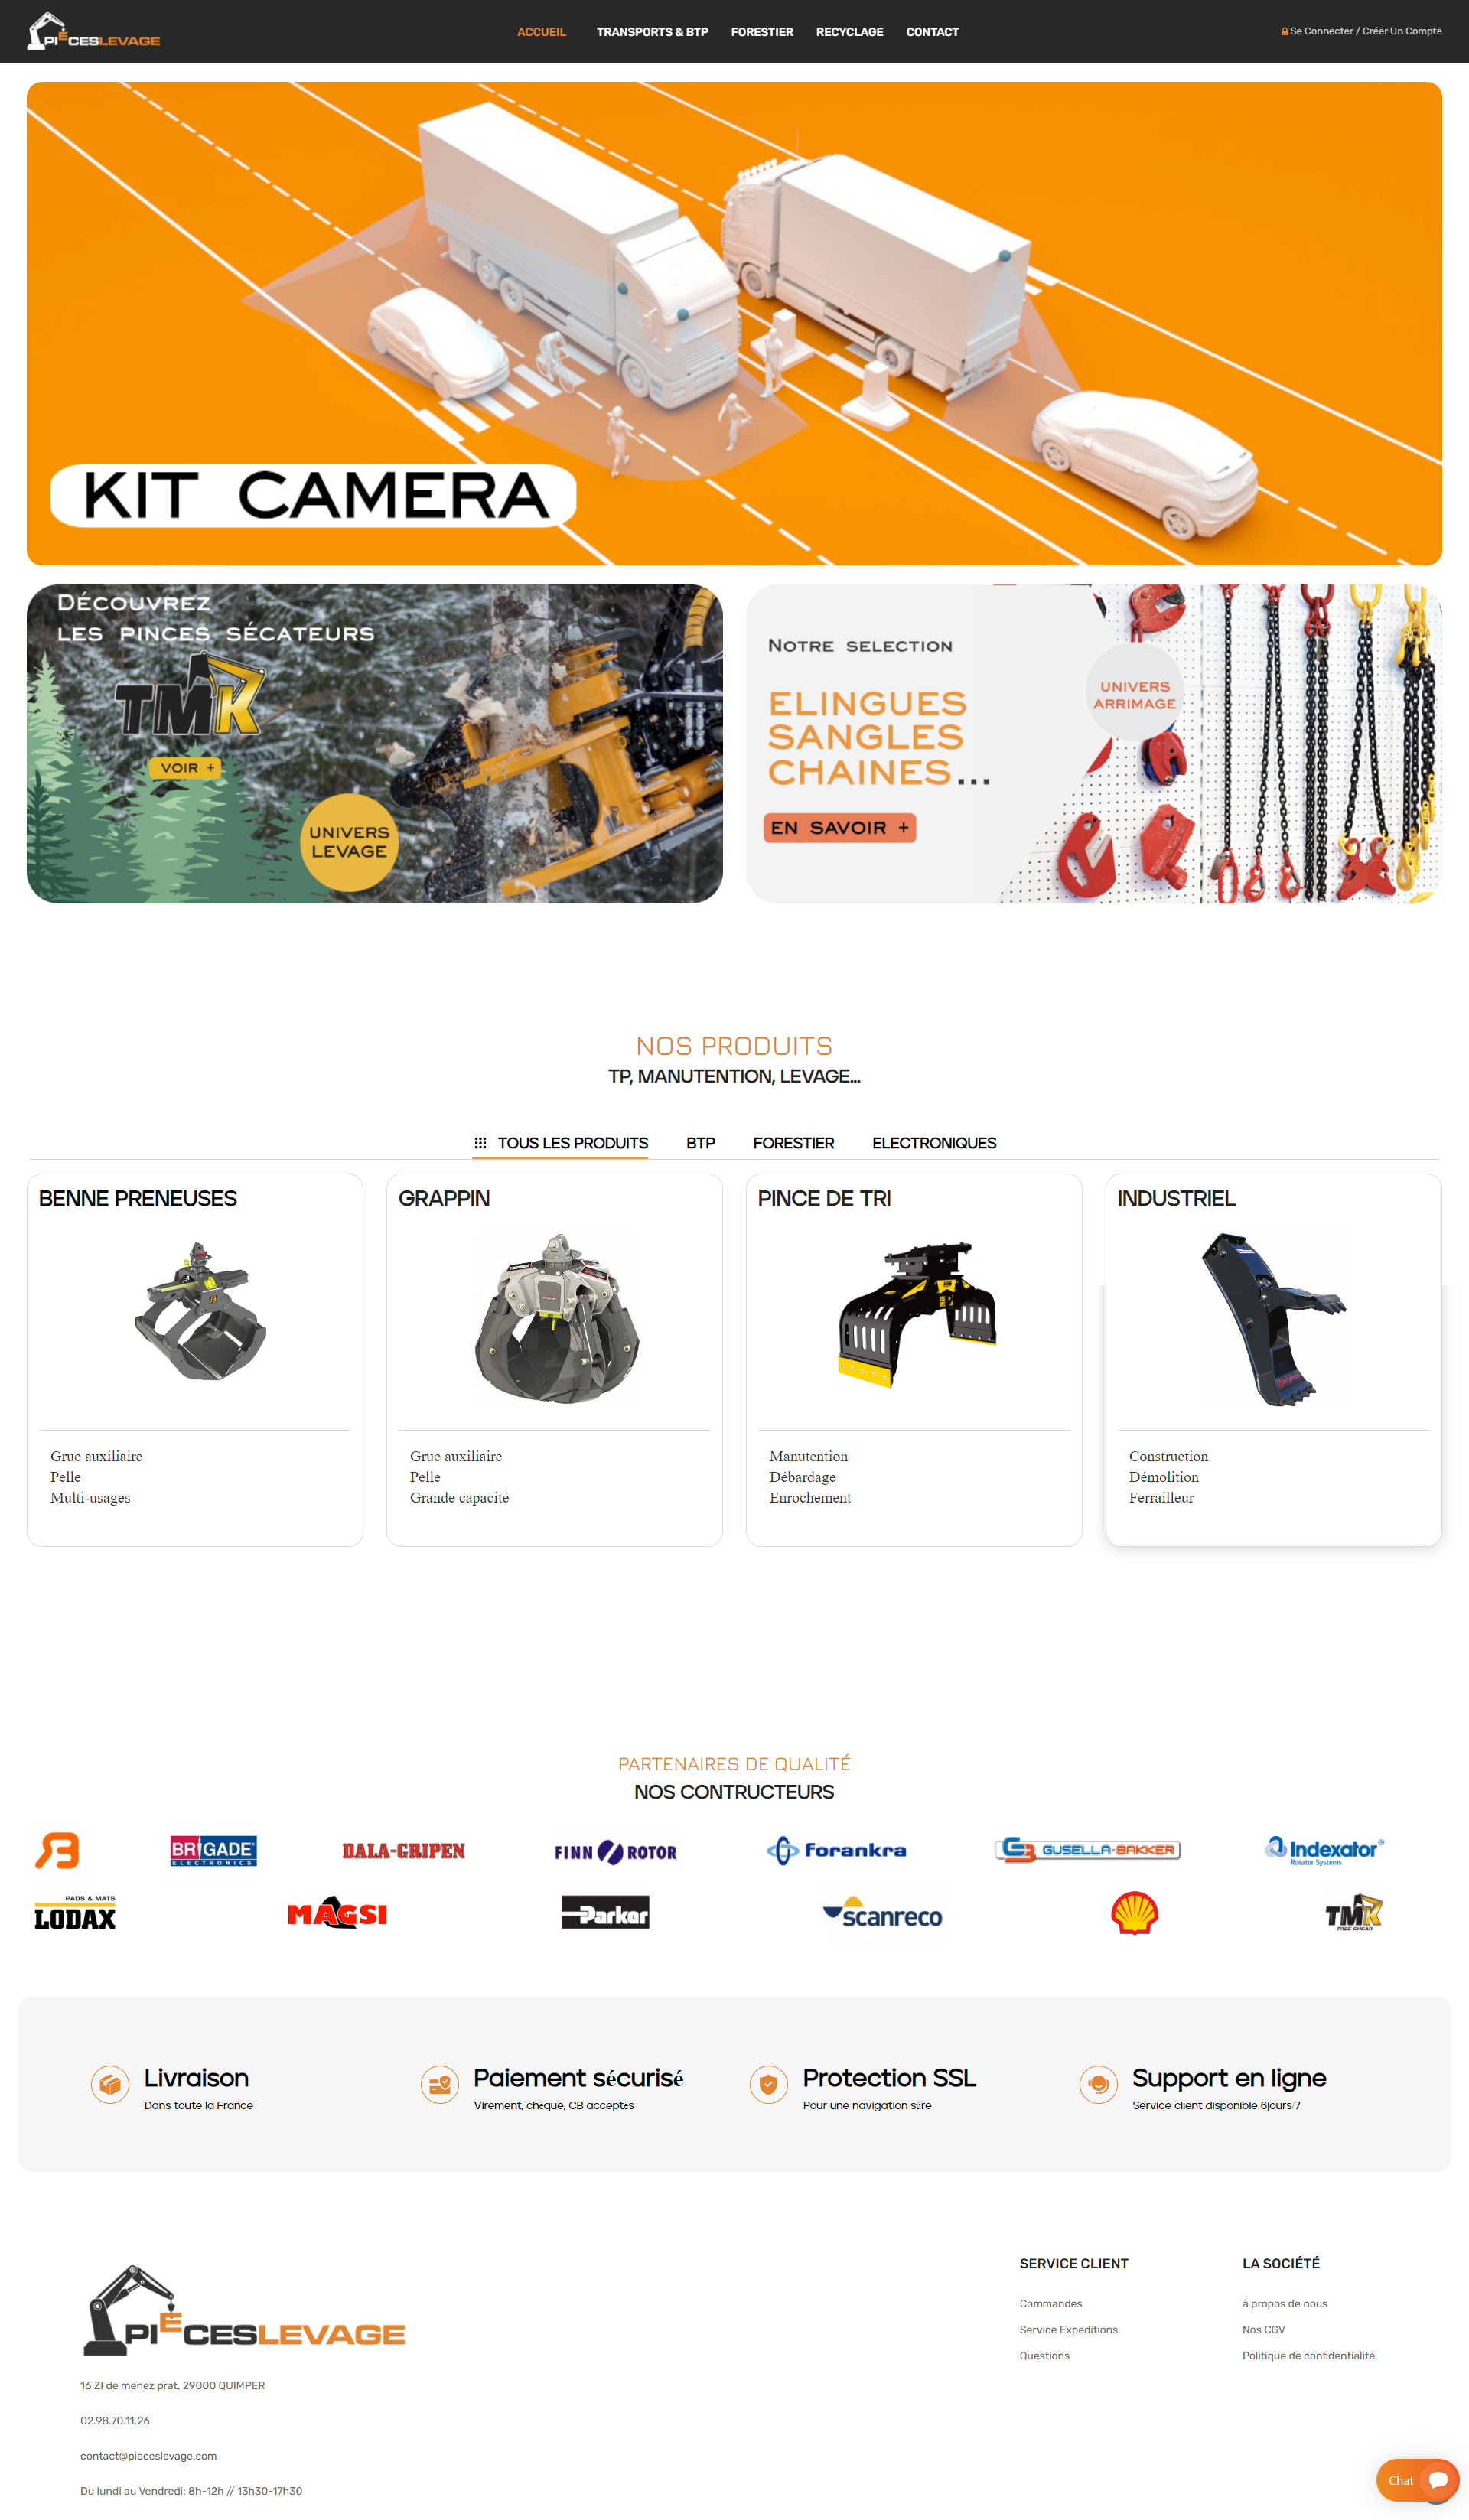 PIÈCESLEVAGE
ACCUEIL
TRANSPORTS & BTP
FORESTIER
RECYCLAGE
CONTACT
Se Connecter / Créer Un Compte
KIT CAMERA
DÉCOUVREZ
LES PINCES SÉCATEURS
TMK
VOIR +
UNIVERS
LEVAGE
NOTRE SELECTION
ELINGUES
SANGLES
CHAINES...
EN SAVOIR +
UNIVERS
ARRIMAGE
NOS PRODUITS
TP, MANUTENTION, LEVAGE...
TOUS LES PRODUITS
BTP
FORESTIER
ELECTRONIQUES
BENNE PRENEUSES
Grue auxiliaire
Pelle
Multi-usages
GRAPPIN
Grue auxiliaire
Pelle
Grande capacité
PINCE DE TRI
Manutention
Débardage
Enrochement
INDUSTRIEL
Construction
Démolition
Ferrailleur
PARTENAIRES DE QUALITÉ
NOS CONTRUCTEURS
BRIGADE
ELECTRONICS
DALA-GRIPEN
FINN ROTOR
forankra
GUSELLA-BAKKER
Indexator®
Rotator Systems
PADS & MATS
LODAX
MAGSI
Parker
scanreco
TMK
TREE SHEAR
Livraison
Dans toute la France
Paiement sécurisé
Virement, chèque, CB acceptés
Protection SSL
Pour une navigation sûre
Support en ligne
Service client disponible 6jours/7
PIÈCESLEVAGE
16 ZI de menez prat, 29000 QUIMPER
02.98.70.11.26
contact@pieceslevage.com
Du lundi au Vendredi: 8h-12h // 13h30-17h30
SERVICE CLIENT
Commandes
Service Expeditions
Questions
LA SOCIÉTÉ
à propos de nous
Nos CGV
Politique de confidentialité
Chat